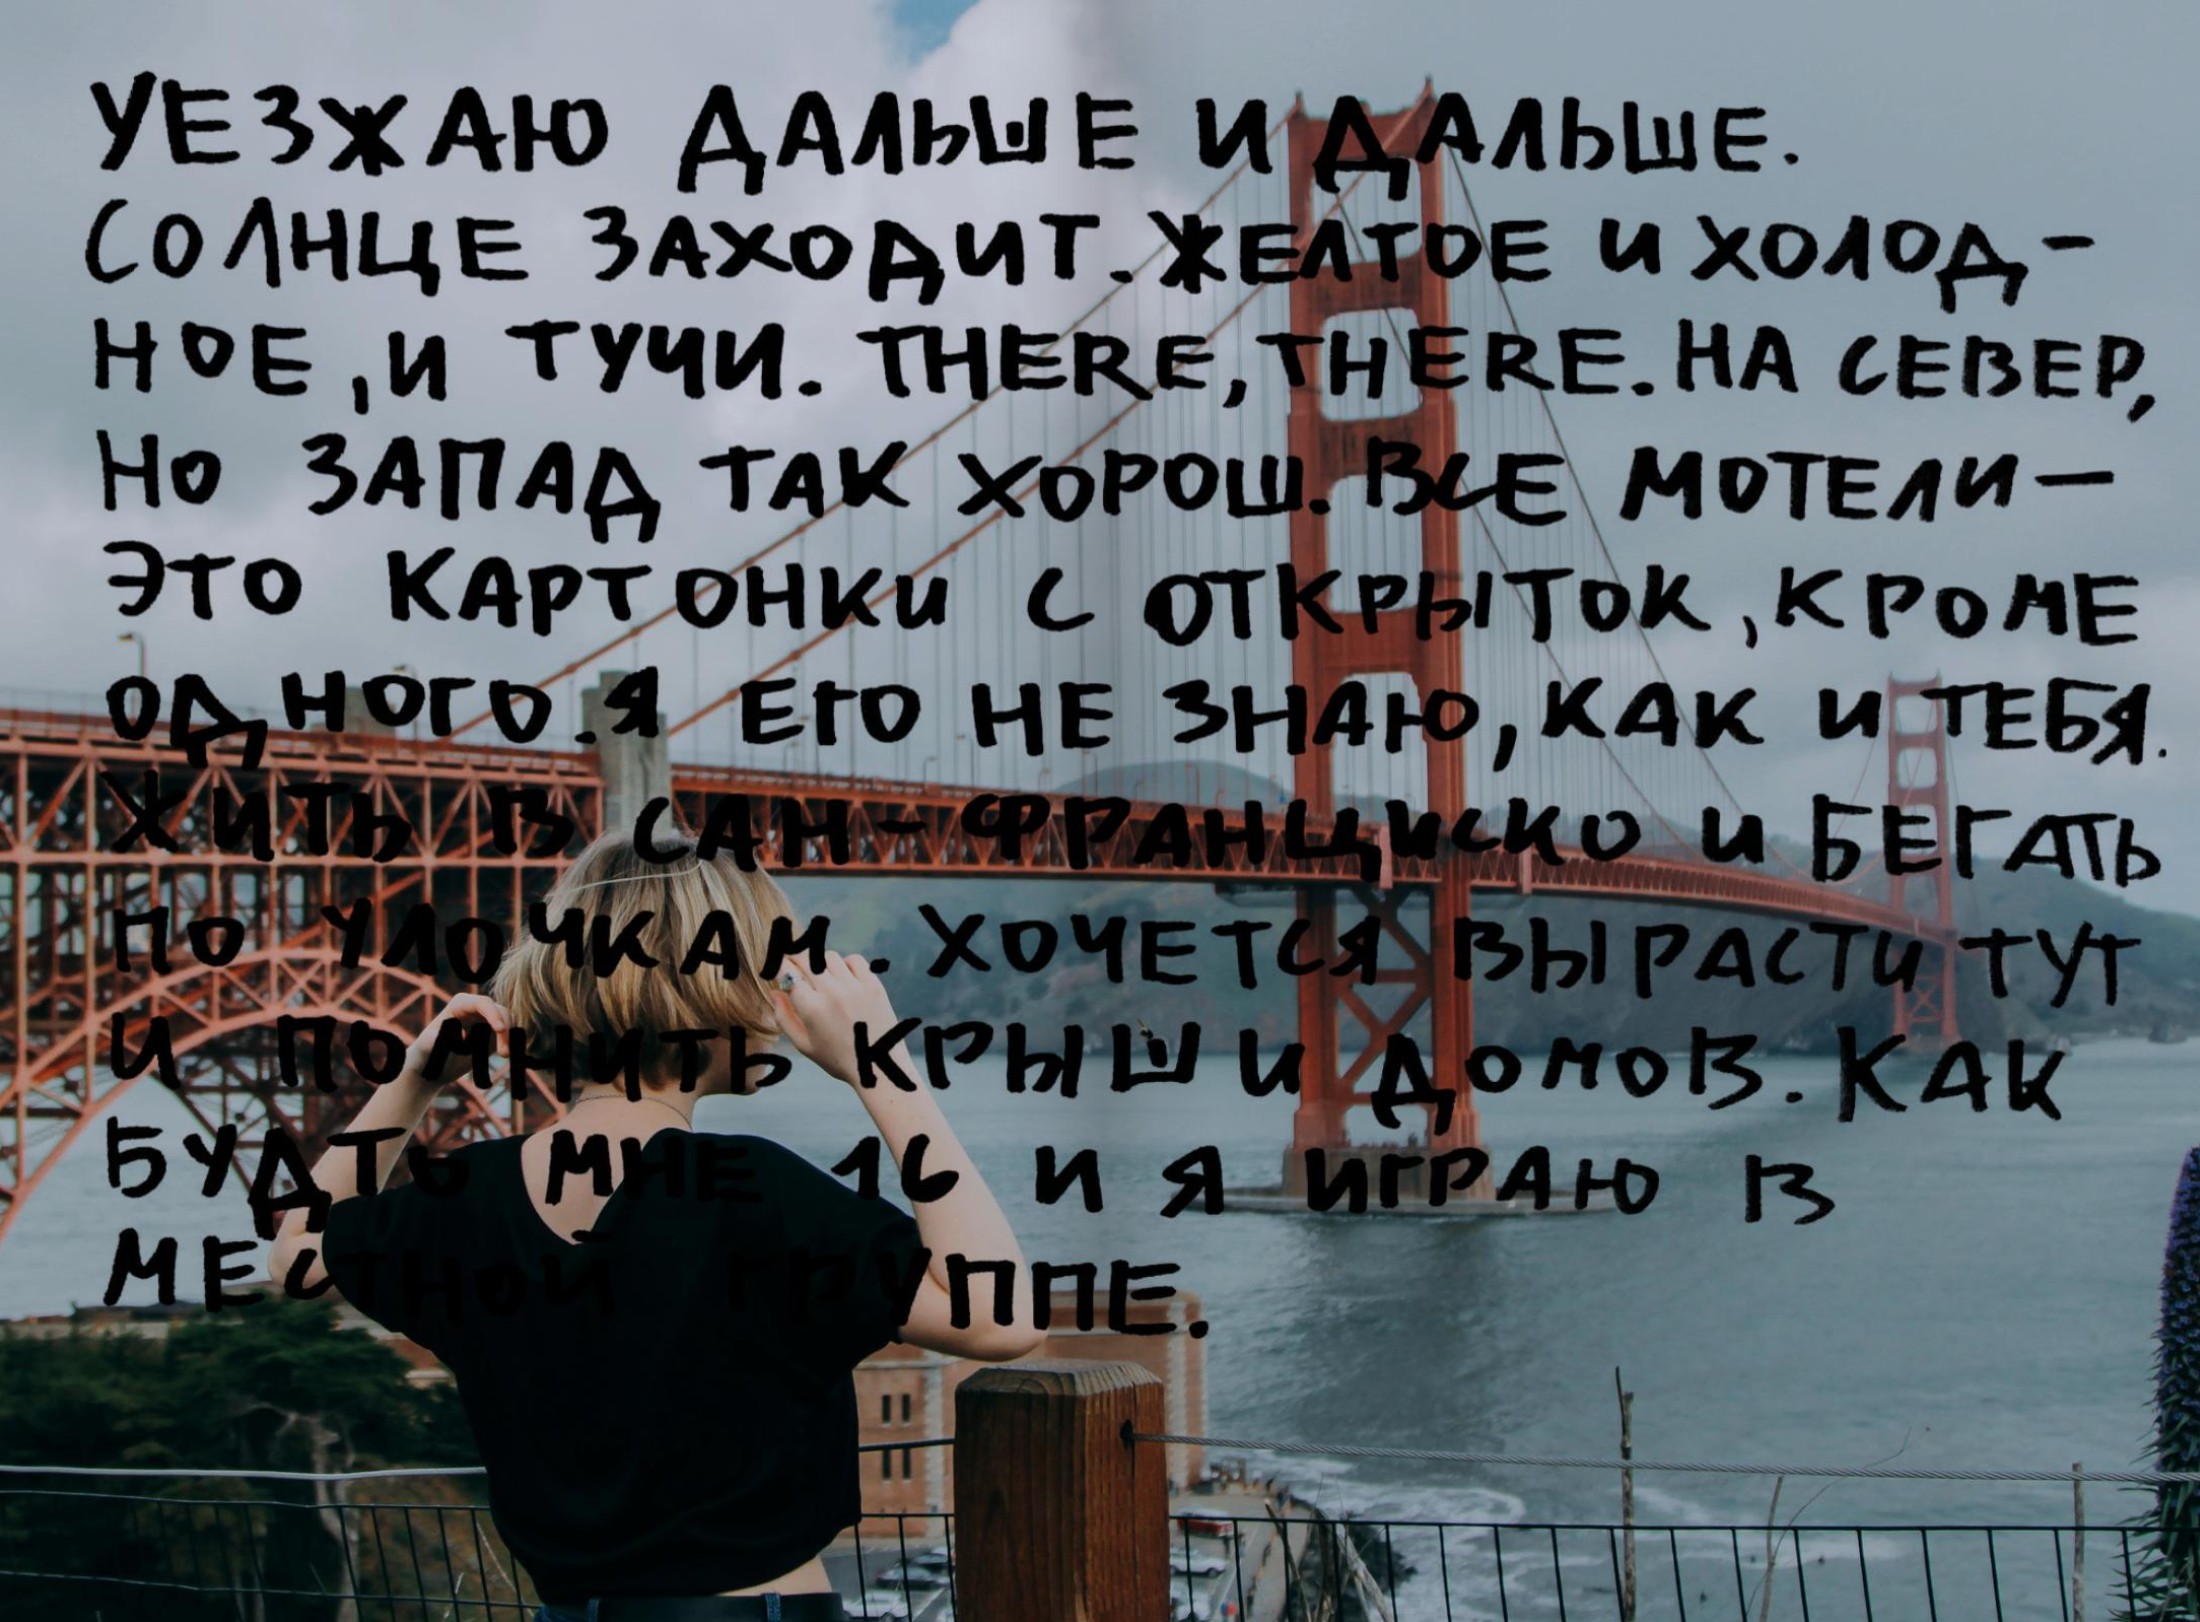 УЕЗЖАЮ ДАЛЬШЕ И ДАЛЬШЕ.
СОЛНЦЕ ЗАХОДИТ. ЖЕЛТОЕ И ХОЛОД-
НОЕ, И ТУЧИ. THERE, THERE. НА СЕВЕР,
НО ЗАПАД ТАК ХОРОШ. ВСЕ МОТЕЛИ —
ЭТО КАРТОНКИ С ОТКРЫТОК, КРОМЕ
ОДНОГО. Я ЕГО НЕ ЗНАЮ, КАК И ТЕБЯ.
ЖИТЬ В САН-ФРАНЦИСКО И БЕГАТЬ
ПО УЛОЧКАМ. ХОЧЕТСЯ ВЫРАСТИ ТУТ
И ПОМНИТЬ КРЫШИ ДОМОВ. КАК
БУДТО МНЕ 16 И Я ИГРАЮ В
МЕСТНОЙ ГРУППЕ.